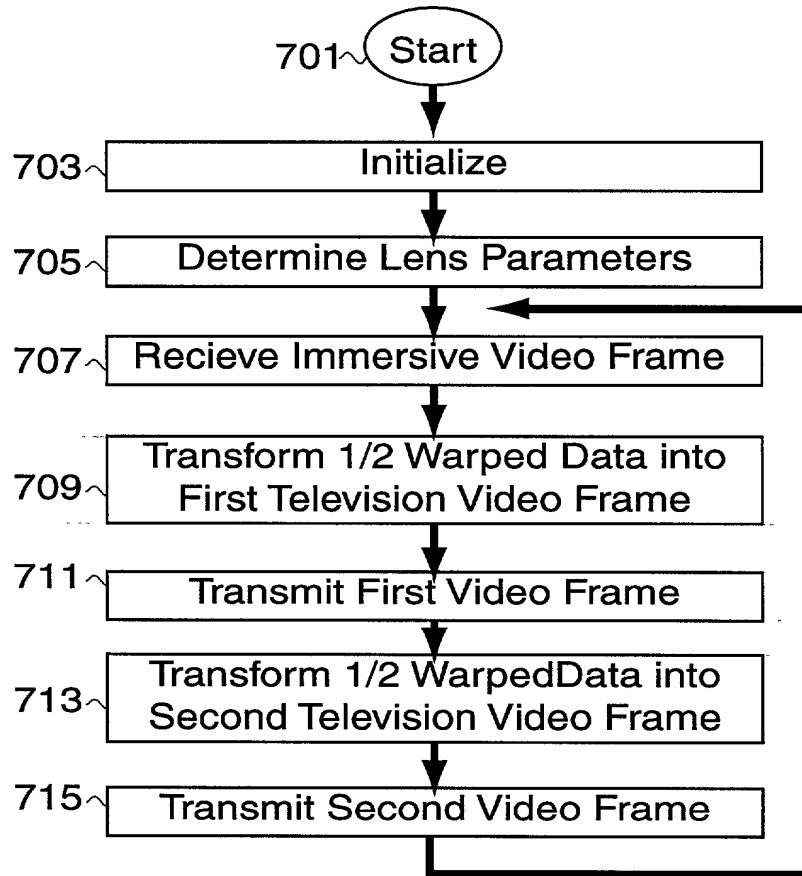 701 Start
703 Initialize
705 Determine Lens Parameters
707 Recieve Immersive Video Frame
709 Transform 1/2 Warped Data into
First Television Video Frame
711 Transmit First Video Frame
713 Transform 1/2 WarpedData into
Second Television Video Frame
715 Transmit Second Video Frame